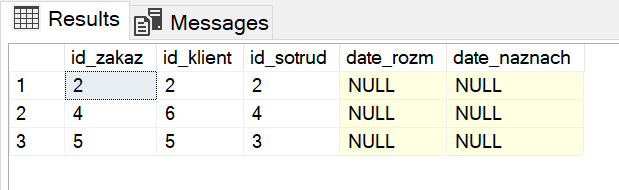 Results Messages
id_zakaz id_klient id_sotrud date_rozm date_naznach
1 2 2 2 NULL NULL
2 4 6 4 NULL NULL
3 5 5 3 NULL NULL